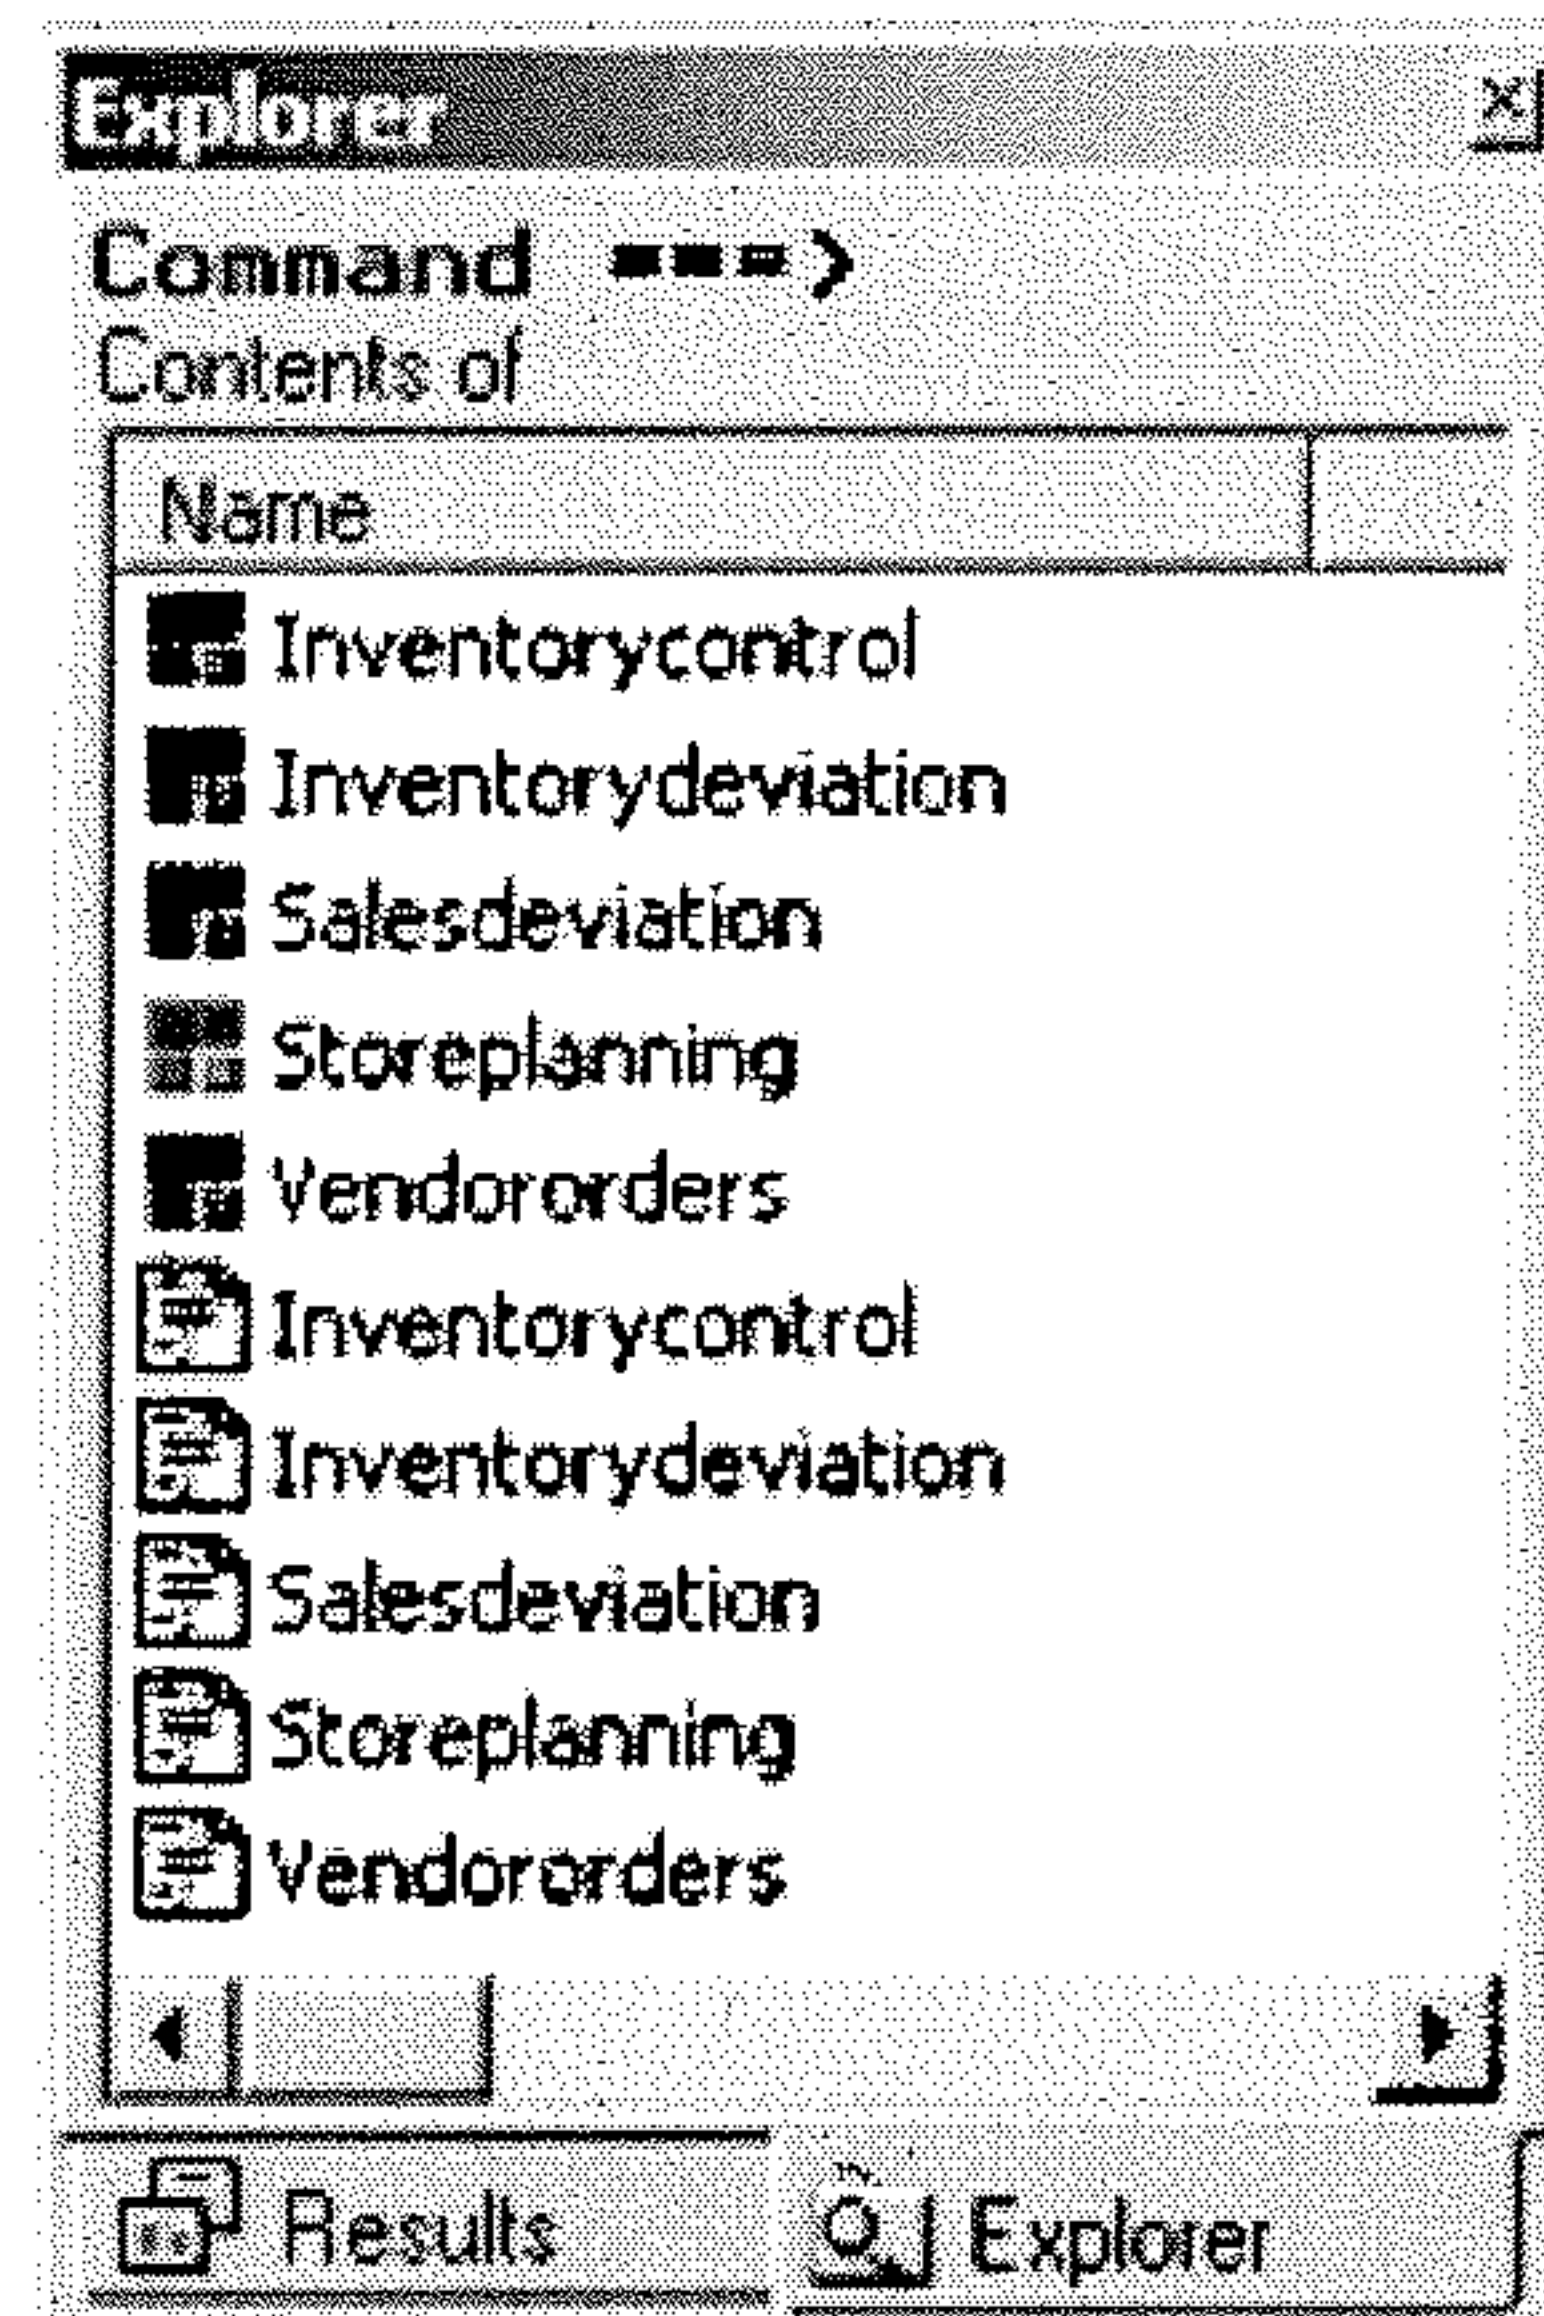 Explorer
Command ===>
Contents of
Name
Inventorycontrol
Inventorydeviation
Salesdeviation
Storeplanning
Vendororders
Inventorycontrol
Inventorydeviation
Salesdeviation
Storeplanning
Vendororders
Results Explorer